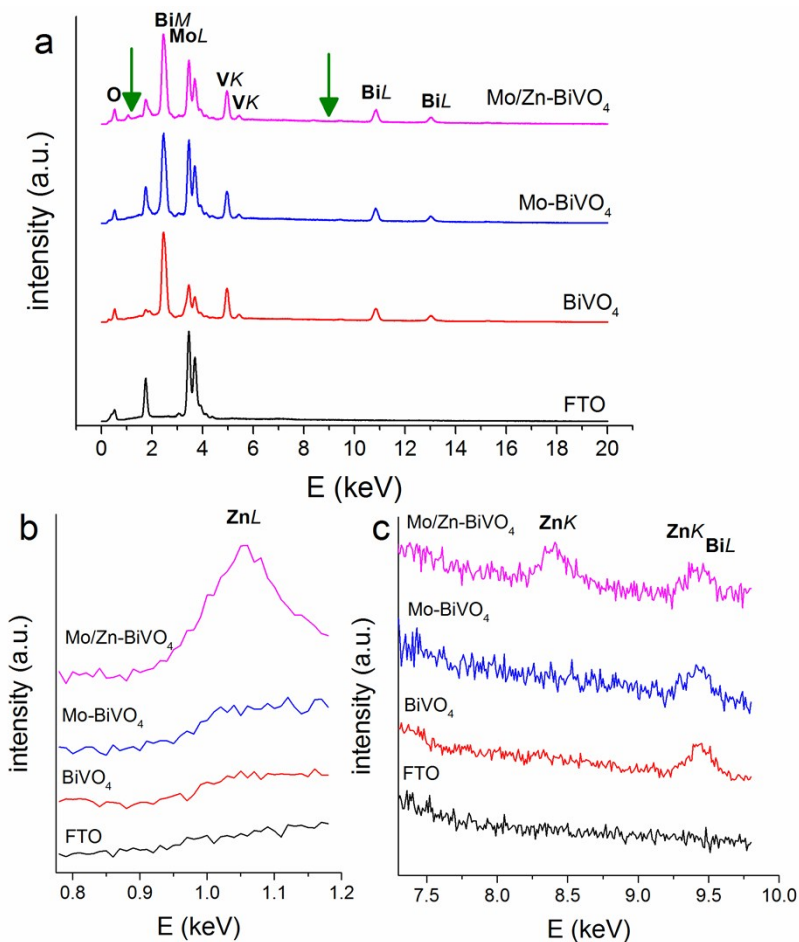 a
BiM
MoL
O
VK
VK
BiL
BiL
Mo/Zn-BiVO₄
Mo-BiVO₄
BiVO₄
FTO
intensity (a.u.)
0 2 4 6 8 10 12 14 16 18 20
E (keV)
b
ZnL
Mo/Zn-BiVO₄
Mo-BiVO₄
BiVO₄
FTO
intensity (a.u.)
0.8 0.9 1.0 1.1 1.2
E (keV)
c
Mo/Zn-BiVO₄
ZnK
ZnK
BiL
Mo-BiVO₄
BiVO₄
FTO
intensity (a.u.)
7.5 8.0 8.5 9.0 9.5 10.0
E (keV)